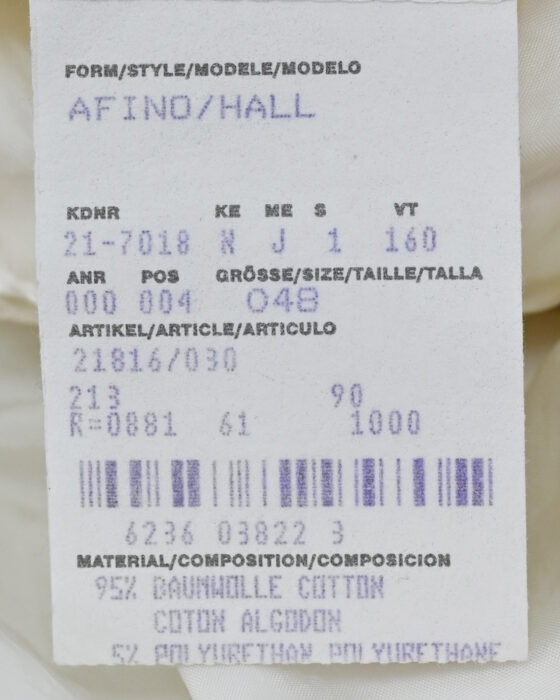 FORM/STYLE/MODELE/MODELO
AFINO/HALL
KDNR KE ME S VT
21-7018 N J 1 160
ANR POS GRÖSSE/SIZE/TAILLE/TALLA
000 004 048
ARTIKEL/ARTICLE/ARTICULO
21816/030
213 90
R=0881 61 1000
6236 03822 3
MATERIAL/COMPOSITION/COMPOSICION
95% BAUMWOLLE COTTON
COTON ALGODON
5% POLYURETHAN POLYURETHANE